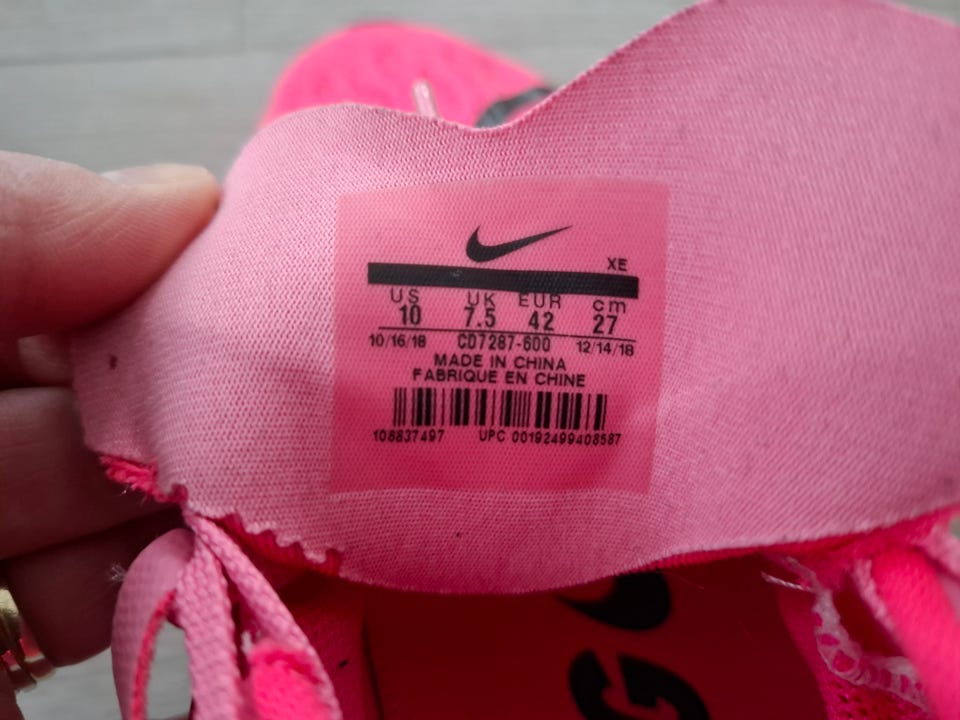 XE
US UK EUR cm
10 7.5 42 27
10/16/18 CD7287-600 12/14/18
MADE IN CHINA
FABRIQUE EN CHINE
108837497 UPC 00192499408587